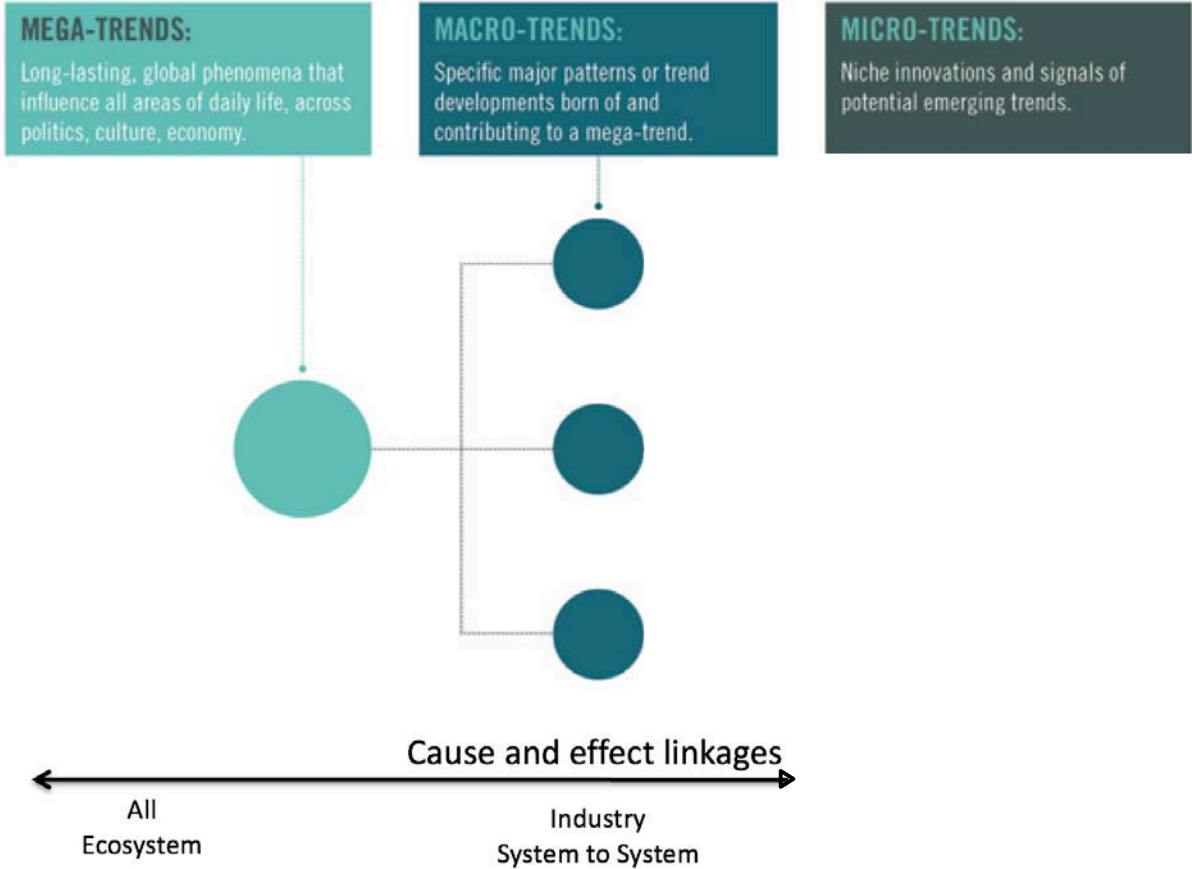 MEGA-TRENDS:
Long-lasting, global phenomena that
influence all areas of daily life, across
politics, culture, economy.
MACRO-TRENDS:
Specific major patterns or trend
developments born of and
contributing to a mega-trend.
MICRO-TRENDS:
Niche innovations and signals of
potential emerging trends.
Cause and effect linkages
All
Ecosystem
Industry
System to System